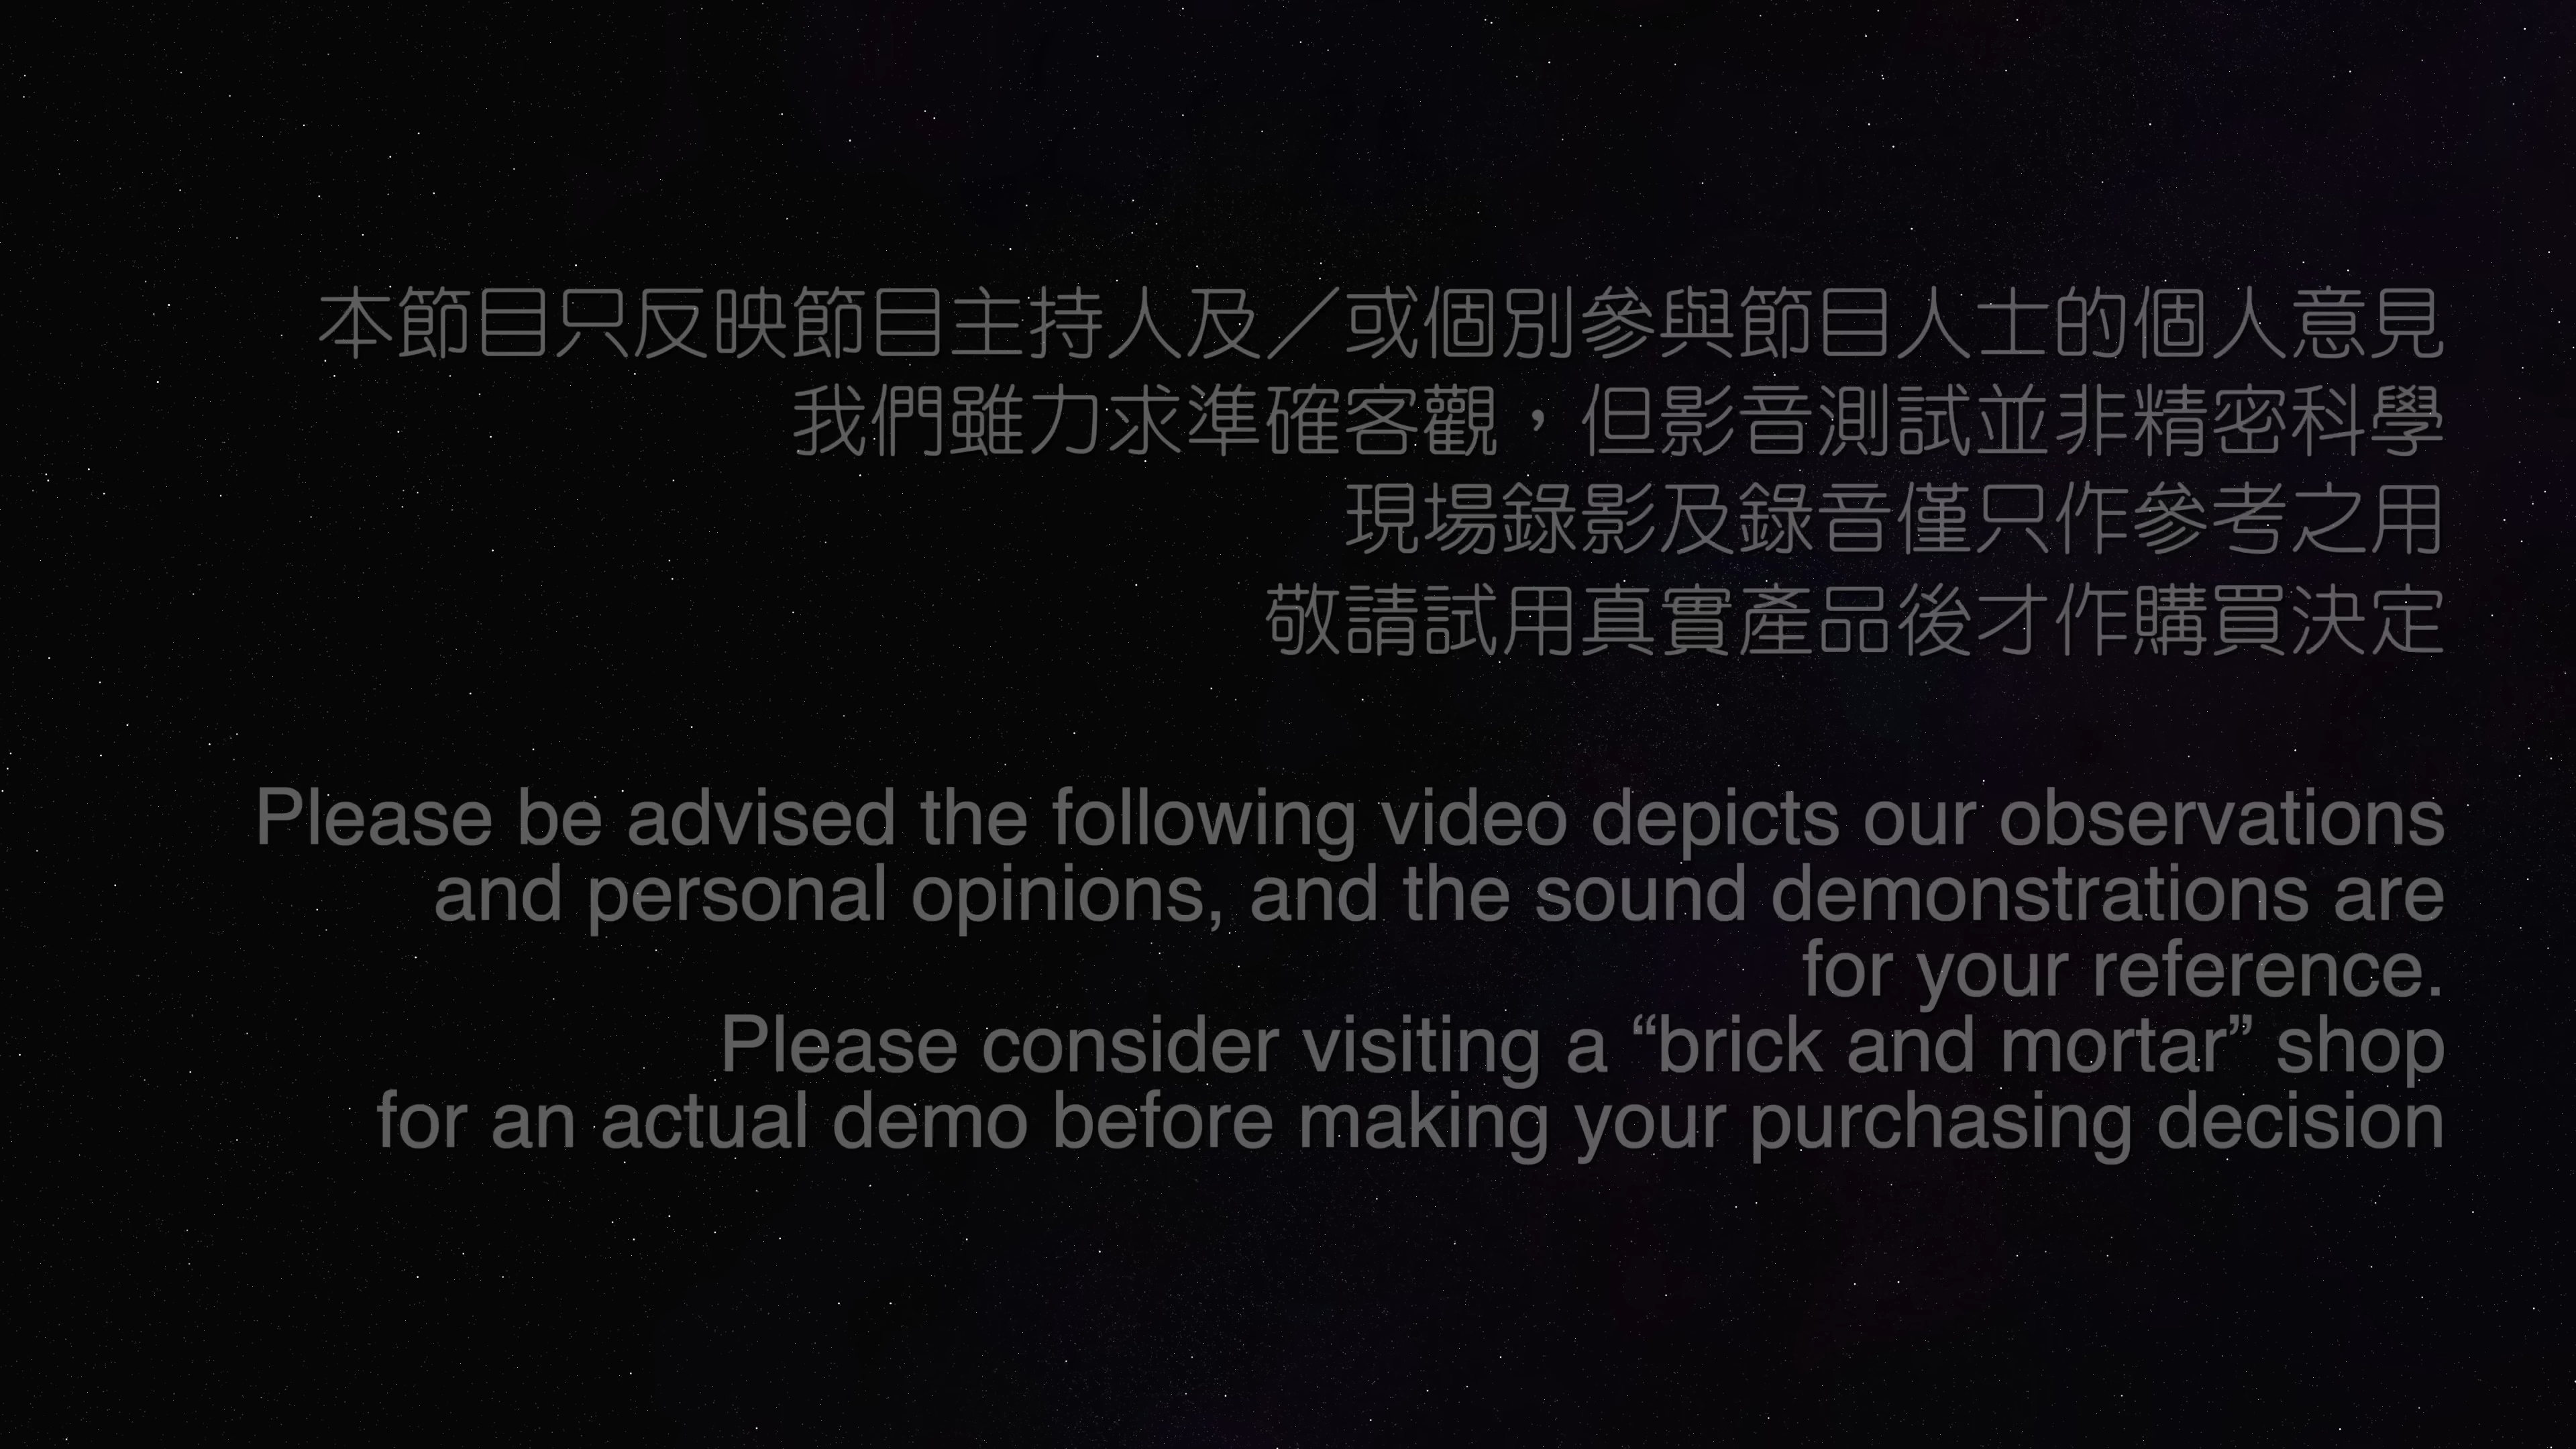 本節目只反映節目主持人及／或個別參與節目人士的個人意見
我們雖力求準確客觀，但影音測試並非精密科學
現場錄影及錄音僅只作參考之用
敬請試用真實產品後才作購買決定
Please be advised the following video depicts our observations
and personal opinions, and the sound demonstrations are
for your reference.
Please consider visiting a “brick and mortar” shop
for an actual demo before making your purchasing decision